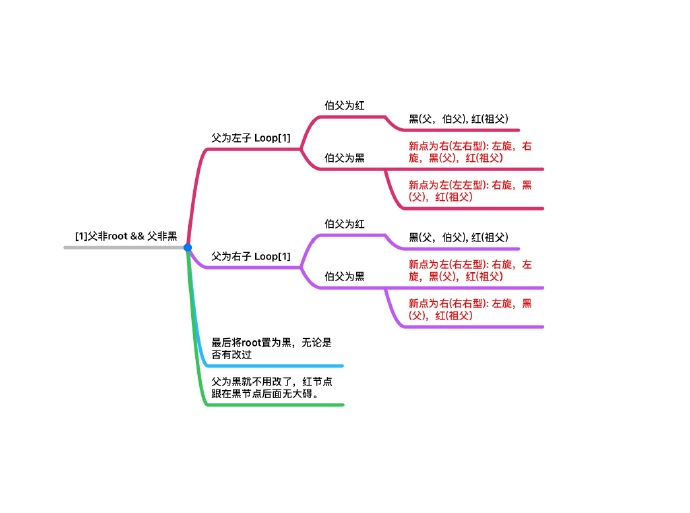 [1]父非root && 父非黑
父为左子 Loop[1]
伯父为红
黑(父，伯父), 红(祖父)
伯父为黑
新点为右(左右型): 左旋，右
旋，黑(父)，红(祖父)
新点为左(左左型): 右旋，黑
(父)，红(祖父)
父为右子 Loop[1]
伯父为红
黑(父，伯父), 红(祖父)
伯父为黑
新点为左(右左型): 右旋，左
旋，黑(父)，红(祖父)
新点为右(右右型): 左旋，黑
(父)，红(祖父)
最后将root置为黑，无论是
否有改过
父为黑就不用改了，红节点
跟在黑节点后面无大碍。